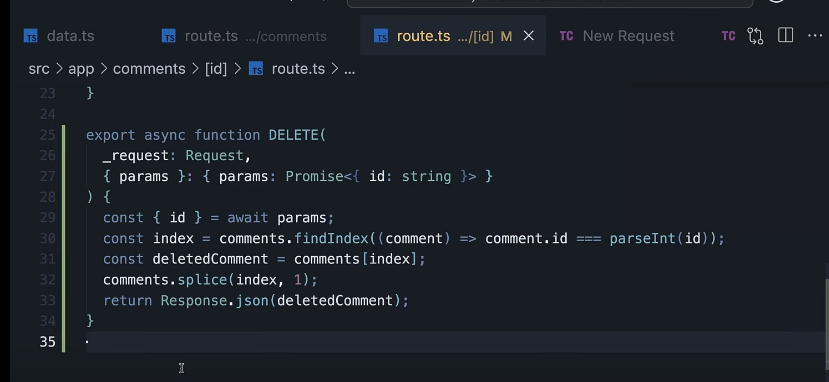 data.ts route.ts .../comments route.ts .../[id] M × TC New Request TC
src > app > comments > [id] > TS route.ts > ...
23 }
24
25 export async function DELETE(
26 _request: Request,
27 { params }: { params: Promise<{ id: string }> }
28 ) {
29 const { id } = await params;
30 const index = comments.findIndex((comment) => comment.id === parseInt(id));
31 const deletedComment = comments[index];
32 comments.splice(index, 1);
33 return Response.json(deletedComment);
34 }
35